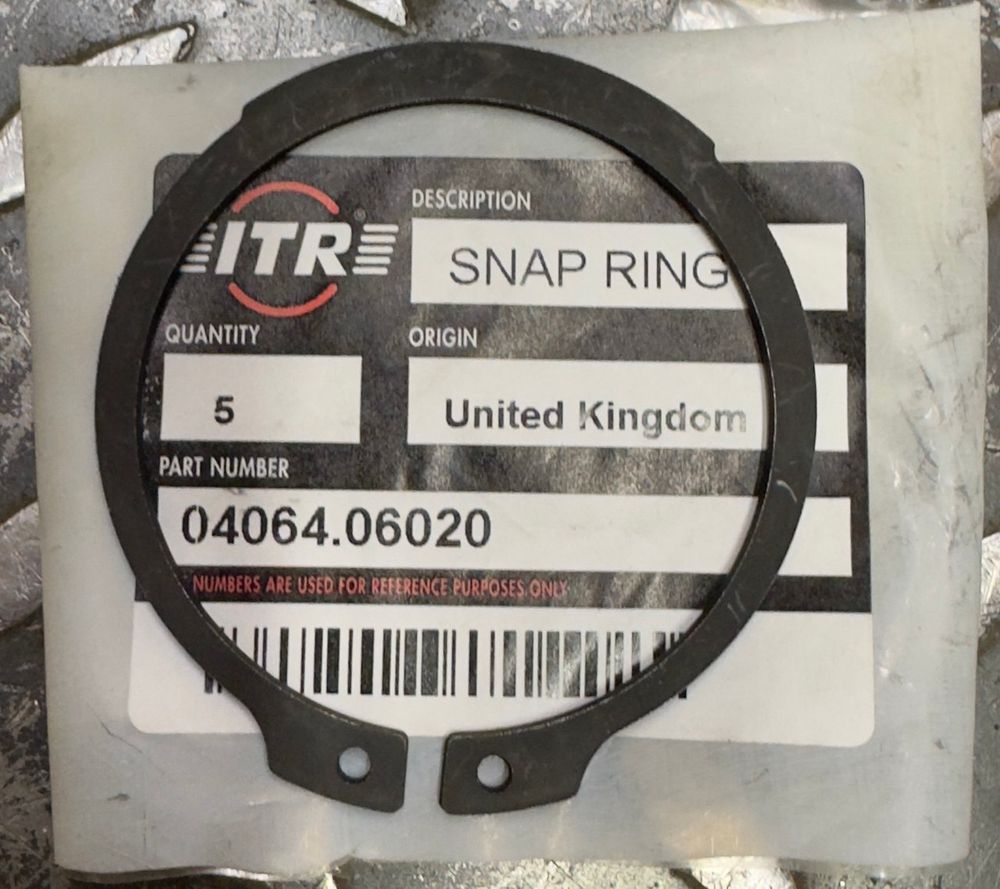 ITR®
DESCRIPTION
SNAP RING
QUANTITY
ORIGIN
5
United Kingdom
PART NUMBER
04064.06020
NUMBERS ARE USED FOR REFERENCE PURPOSES ONLY